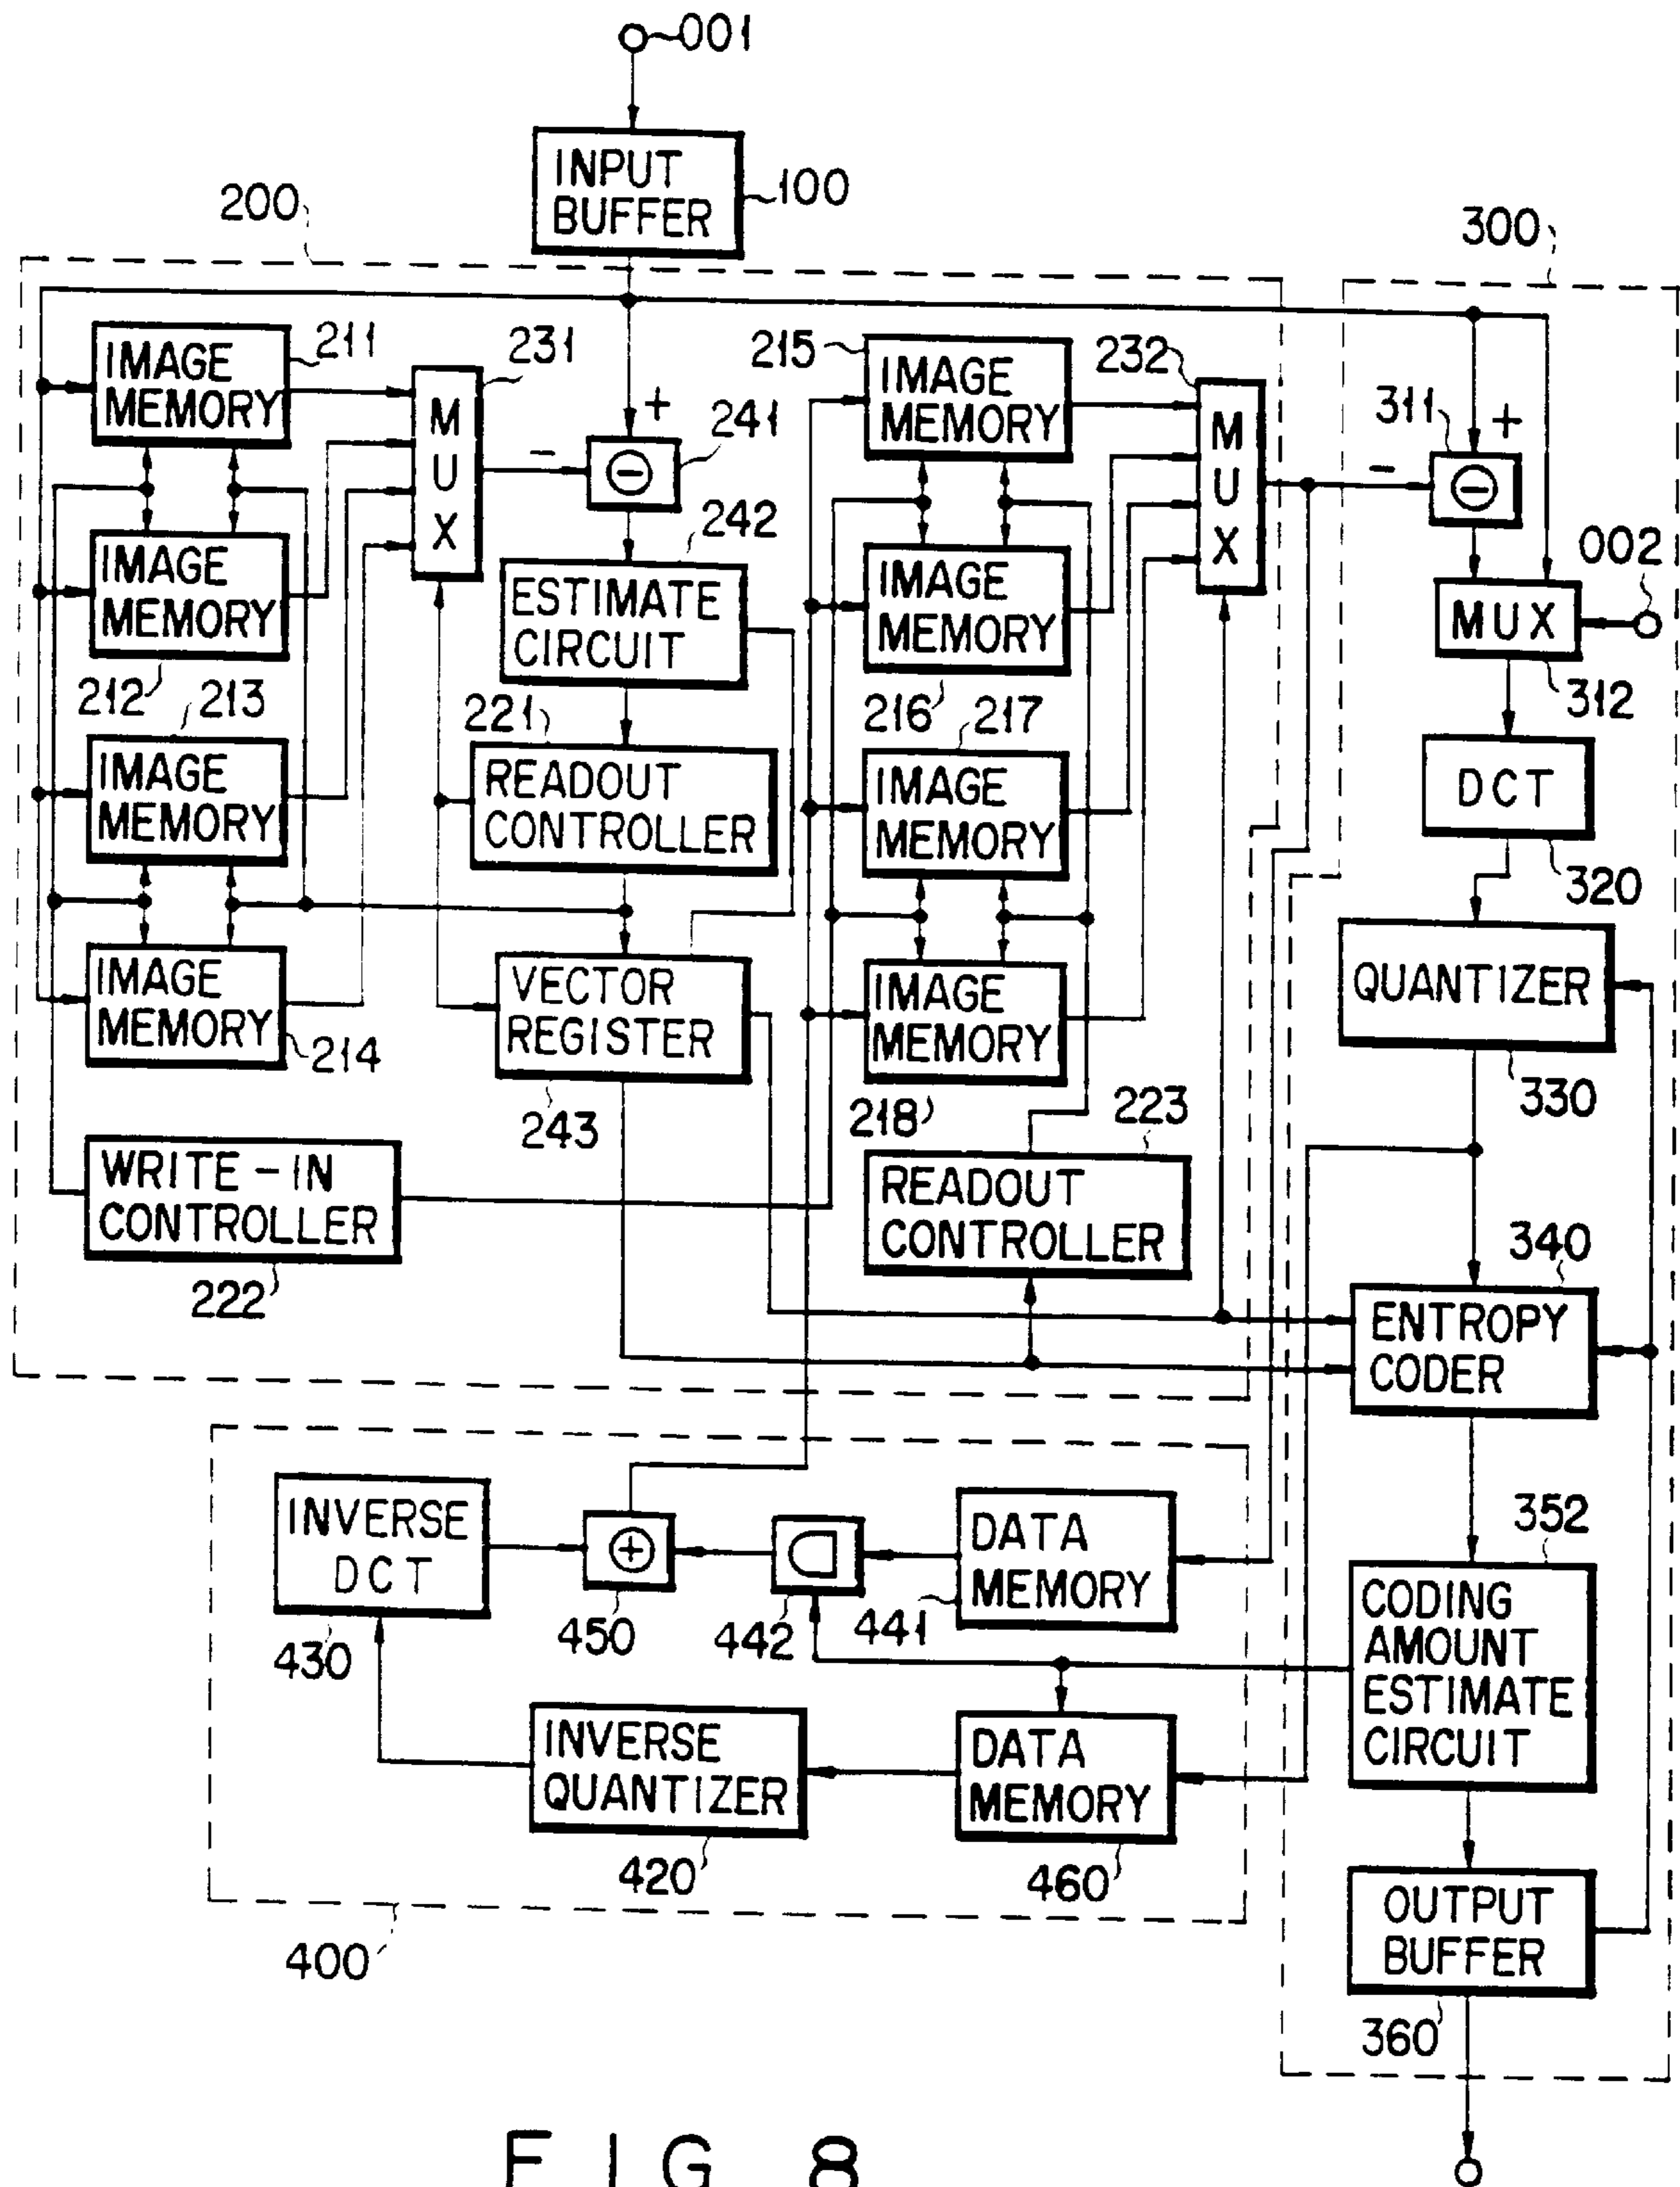 001
INPUT
BUFFER
100
200
300
IMAGE
MEMORY
211
231
M
U
X
+
-
241
215
IMAGE
MEMORY
232
M
U
X
311
+
-
242
002
IMAGE
MEMORY
212
ESTIMATE
CIRCUIT
IMAGE
MEMORY
216
MUX
312
213
IMAGE
MEMORY
221
READOUT
CONTROLLER
217
IMAGE
MEMORY
DCT
320
IMAGE
MEMORY
214
VECTOR
REGISTER
243
IMAGE
MEMORY
218
QUANTIZER
330
WRITE-IN
CONTROLLER
222
223
READOUT
CONTROLLER
340
ENTROPY
CODER
INVERSE
DCT
430
450
442
DATA
MEMORY
441
352
CODING
AMOUNT
ESTIMATE
CIRCUIT
INVERSE
QUANTIZER
420
DATA
MEMORY
460
400
OUTPUT
BUFFER
360
FIG 8